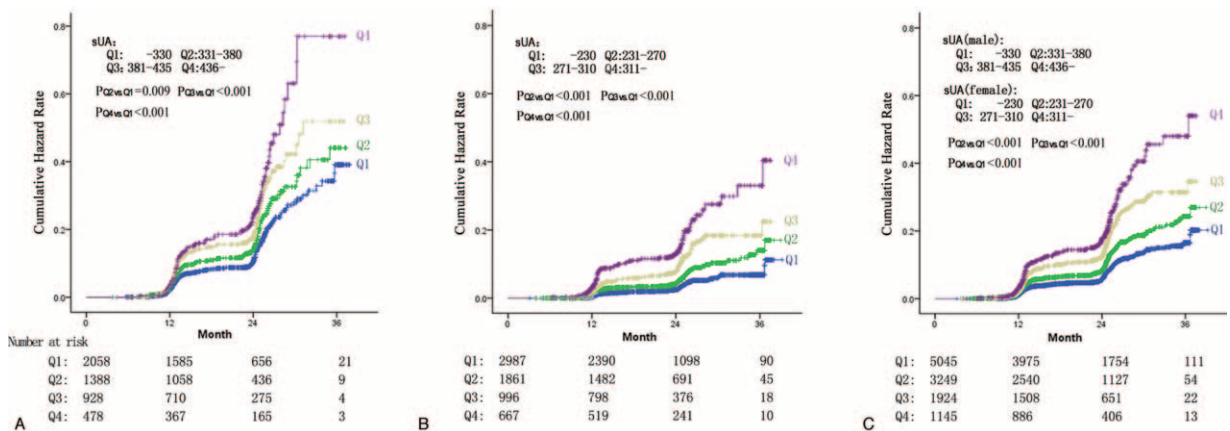 0.8
0.6
0.4
0.2
0.0
Cumulative Hazard Rate
sUA:
Q1: -330 Q2:331-380
Q3:381-435 Q4:436-
PQ2vsQ1=0.009 PQ3vsQ1<0.001
PQ4vsQ1<0.001
Q4
Q3
Q2
Q1
0 12 24 36
Month
Number at risk
Q1: 2058 1585 656 21
Q2: 1388 1058 436 9
Q3: 928 710 275 4
Q4: 478 367 165 3
A
0.8
0.6
0.4
0.2
0.0
Cumulative Hazard Rate
sUA:
Q1: -230 Q2:231-270
Q3: 271-310 Q4:311-
PQ2vsQ1<0.001 PQ3vsQ1<0.001
PQ4vsQ1<0.001
Q4
Q3
Q2
Q1
0 12 24 36
Month
2987 2390 1098 90
1861 1482 691 45
996 798 376 18
667 519 241 10
Q1:
Q2:
Q3:
Q4:
B
0.8
0.6
0.4
0.2
0.0
Cumulative Hazard Rate
sUA(male):
Q1: -330 Q2:331-380
Q3:381-435 Q4:436-
sUA(female):
Q1: -230 Q2:231-270
Q3: 271-310 Q4:311-
PQ2vsQ1<0.001 PQ3vsQ1<0.001
PQ4vsQ1<0.001
Q4
Q3
Q2
Q1
0 12 24 36
Month
Q1: 5045 3975 1754 111
Q2: 3249 2540 1127 54
Q3: 1924 1508 651 22
Q4: 1145 886 406 13
C